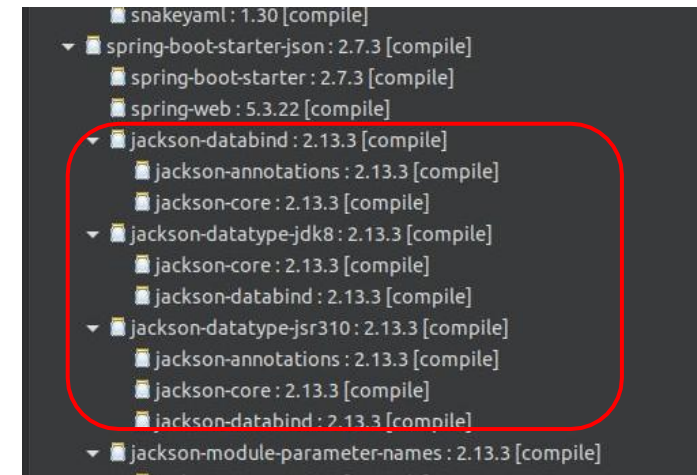 snakeyaml : 1.30 [compile]
spring-boot-starter-json : 2.7.3 [compile]
spring-boot-starter : 2.7.3 [compile]
spring-web : 5.3.22 [compile]
jackson-databind : 2.13.3 [compile]
jackson-annotations : 2.13.3 [compile]
jackson-core : 2.13.3 [compile]
jackson-datatype-jdk8 : 2.13.3 [compile]
jackson-core : 2.13.3 [compile]
jackson-databind : 2.13.3 [compile]
jackson-datatype-jsr310 : 2.13.3 [compile]
jackson-annotations : 2.13.3 [compile]
jackson-core : 2.13.3 [compile]
jackson-databind : 2.13.3 [compile]
jackson-module-parameter-names : 2.13.3 [compile]